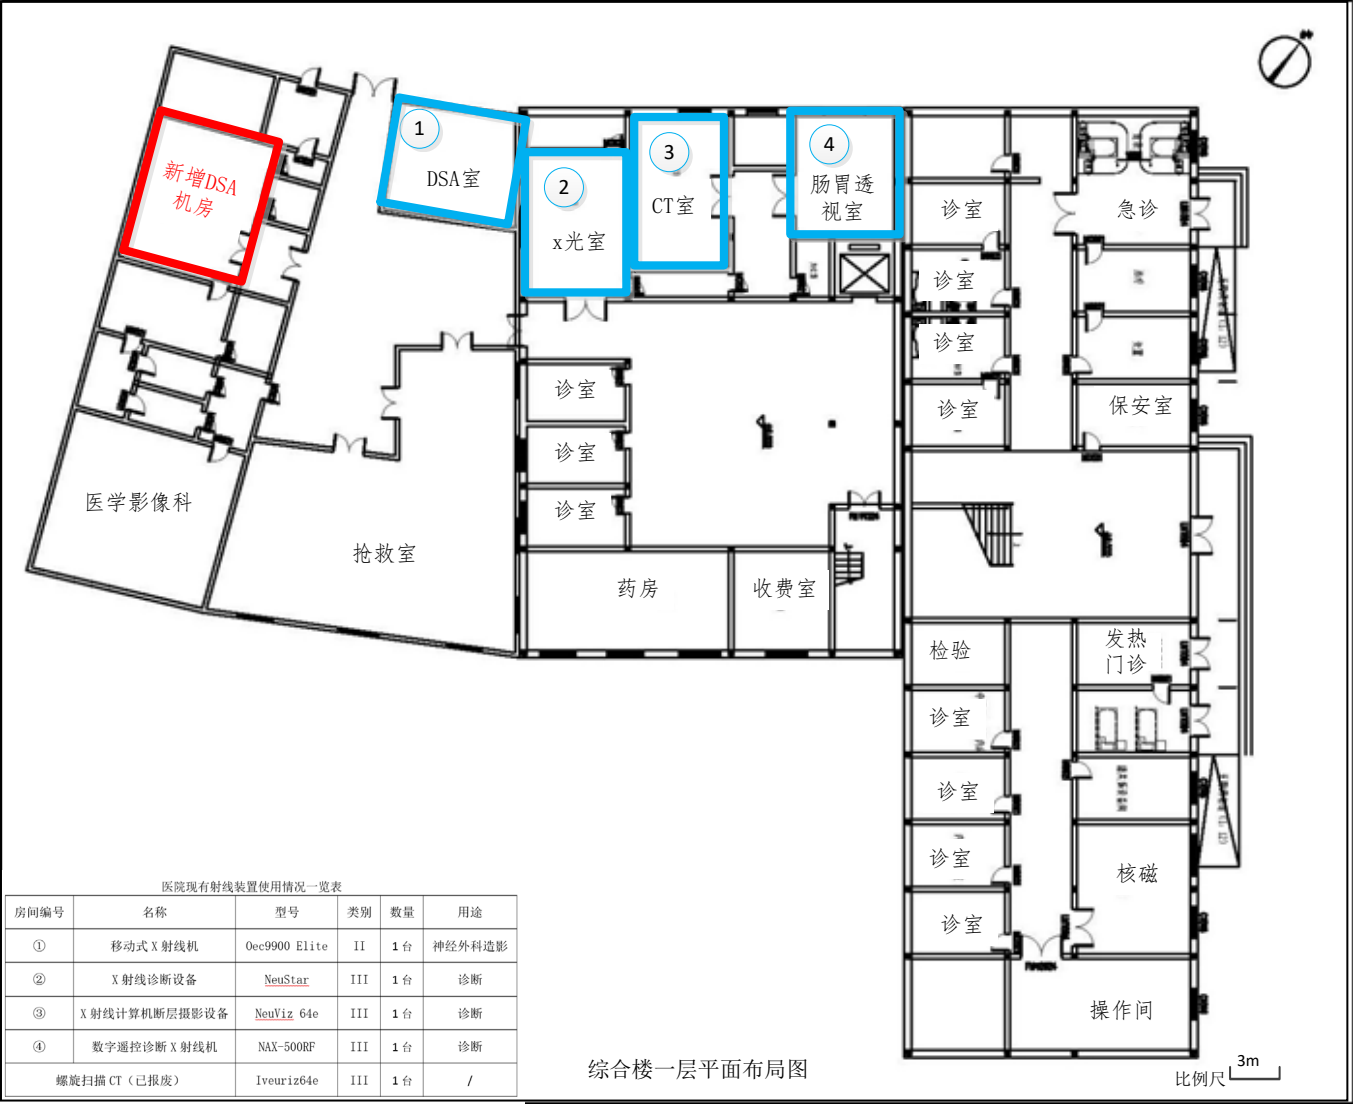 新增DSA
机房
1
DSA室
2
x光室
3
CT室
4
肠胃透
视室
诊室
急诊
诊室
诊室
诊室
保安室
诊室
诊室
诊室
医学影像科
抢救室
药房
收费室
检验
发热
门诊
诊室
诊室
诊室
核磁
诊室
操作间
医院现有射线装置使用情况一览表
房间编号 名称 型号 类别 数量 用途
① 移动式 X 射线机 Oec9900 Elite II 1 台 神经外科造影
② X 射线诊断设备 NeuStar III 1 台 诊断
③ X 射线计算机断层摄影设备 NeuViz 64e III 1 台 诊断
④ 数字遥控诊断 X 射线机 NAX-500RF III 1 台 诊断
螺旋扫描 CT（已报废） Iveuriz64e III 1 台 /
综合楼一层平面布局图
比例尺 3m